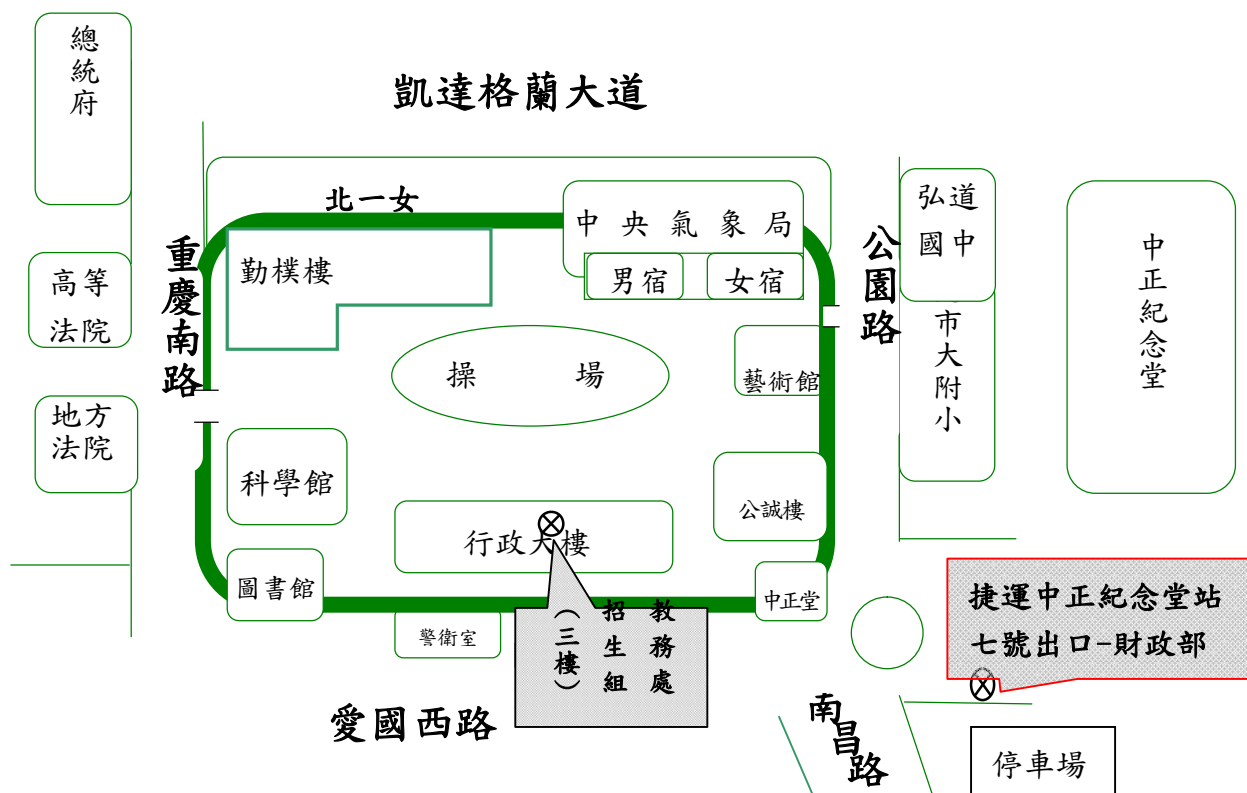 總統府
凱達格蘭大道
北一女
中央氣象局
弘道
國中
中正紀念堂
重慶南路
勤樸樓
男宿
女宿
公園路
高等
法院
市大附小
操場
藝術館
地方
法院
科學館
公誠樓
行政大樓
圖書館
中正堂
捷運中正紀念堂站
七號出口-財政部
警衛室
教務處
招生組
(三樓)
愛國西路
南昌路
停車場